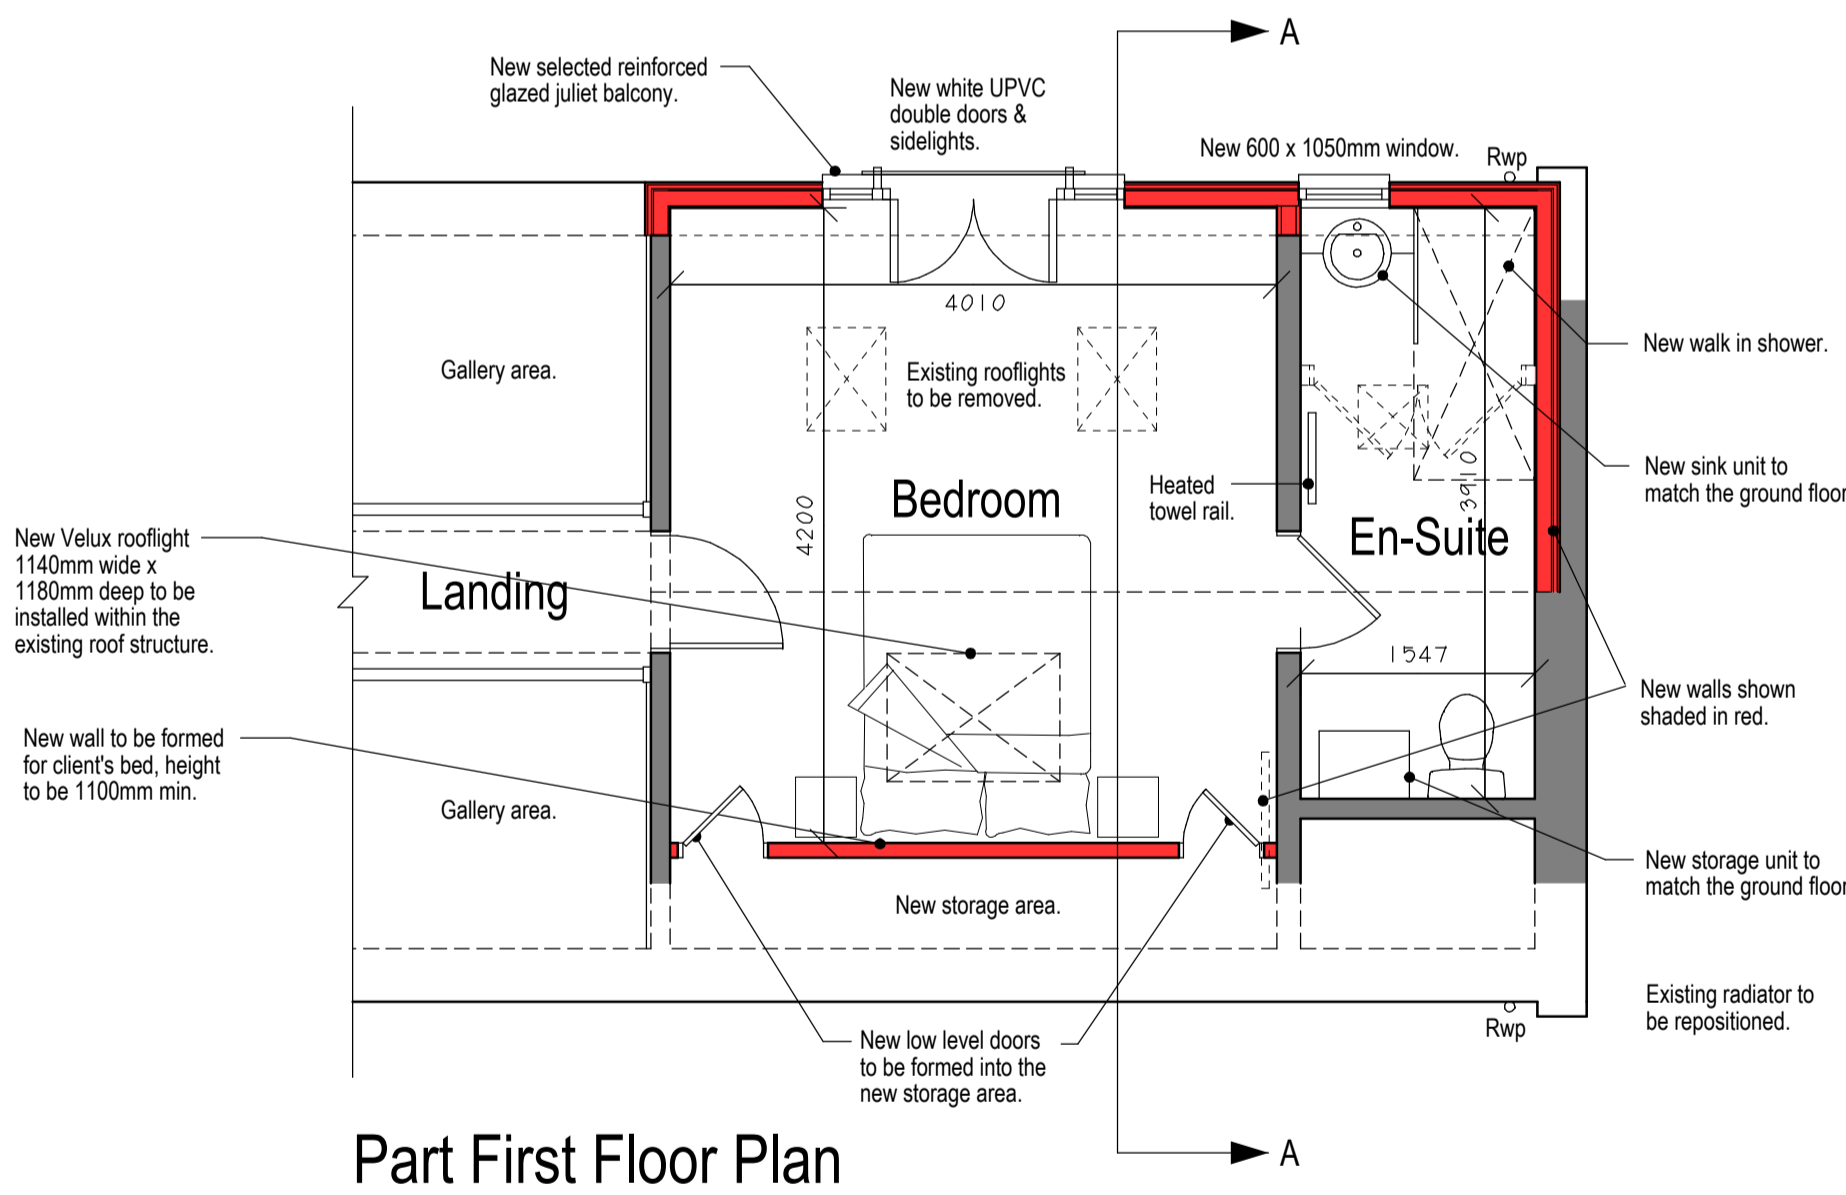 A
New selected reinforced
glazed juliet balcony.
New white UPVC
double doors &
sidelights.
New 600 x 1050mm window.
Rwp
4010
Gallery area.
Existing rooflights
to be removed.
New walk in shower.
Bedroom
4200
Heated
towel rail.
3910
En-Suite
New sink unit to
match the ground floor
New Velux rooflight
1140mm wide x
1180mm deep to be
installed within the
existing roof structure.
Landing
1547
New walls shown
shaded in red.
New wall to be formed
for client's bed, height
to be 1100mm min.
Gallery area.
New storage unit to
match the ground floor
New storage area.
Existing radiator to
be repositioned.
Rwp
New low level doors
to be formed into the
new storage area.
A
Part First Floor Plan